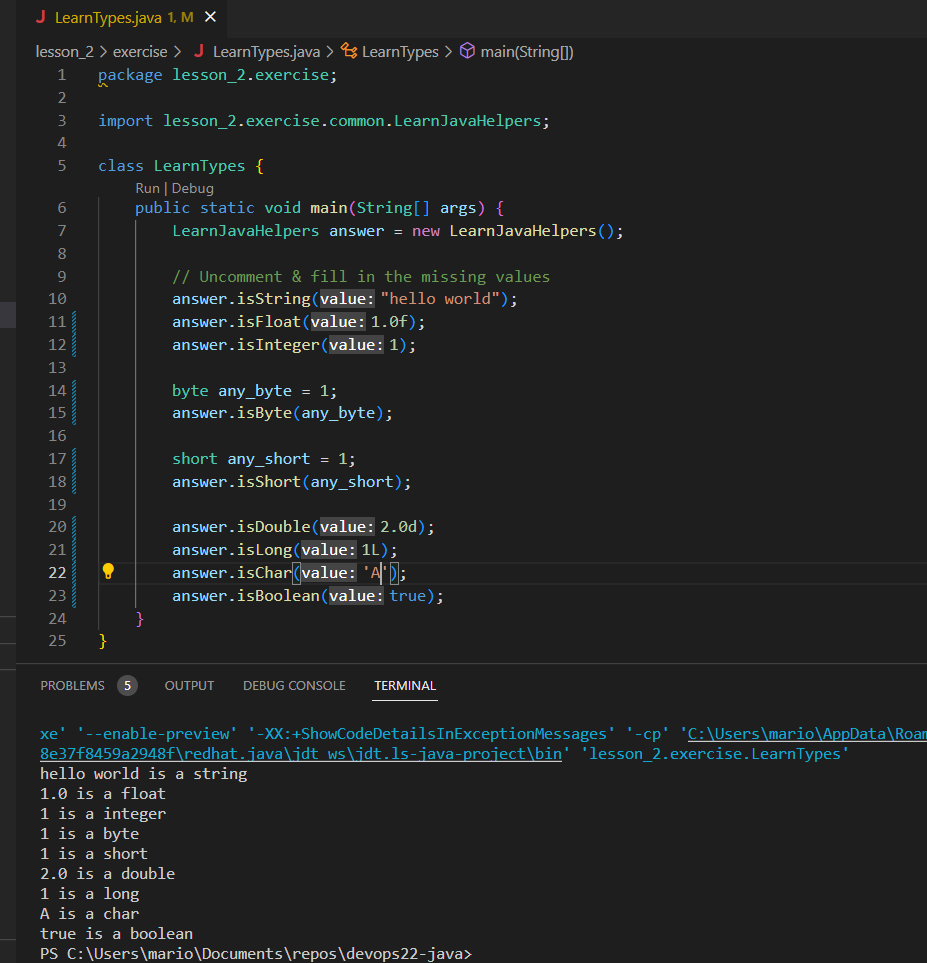 J LearnTypes.java 1, M ×
lesson_2 > exercise > J LearnTypes.java > LearnTypes > main(String[])
1 package lesson_2.exercise;
2
3 import lesson_2.exercise.common.LearnJavaHelpers;
4
5 class LearnTypes {
Run | Debug
6 public static void main(String[] args) {
7 LearnJavaHelpers answer = new LearnJavaHelpers();
8
9 // Uncomment & fill in the missing values
10 answer.isString(value: "hello world");
11 answer.isFloat(value: 1.0f);
12 answer.isInteger(value: 1);
13
14 byte any_byte = 1;
15 answer.isByte(any_byte);
16
17 short any_short = 1;
18 answer.isShort(any_short);
19
20 answer.isDouble(value: 2.0d);
21 answer.isLong(value: 1L);
22 answer.isChar(value: 'A');
23 answer.isBoolean(value: true);
24 }
25 }
PROBLEMS 5 OUTPUT DEBUG CONSOLE TERMINAL
xe' '--enable-preview' '-XX:+ShowCodeDetailsInExceptionMessages' '-cp' 'C:\Users\mario\AppData\Roam
8e37f8459a2948f\redhat.java\jdt_ws\jdt.ls-java-project\bin' 'lesson_2.exercise.LearnTypes'
hello world is a string
1.0 is a float
1 is a integer
1 is a byte
1 is a short
2.0 is a double
1 is a long
A is a char
true is a boolean
PS C:\Users\mario\Documents\repos\devops22-java>